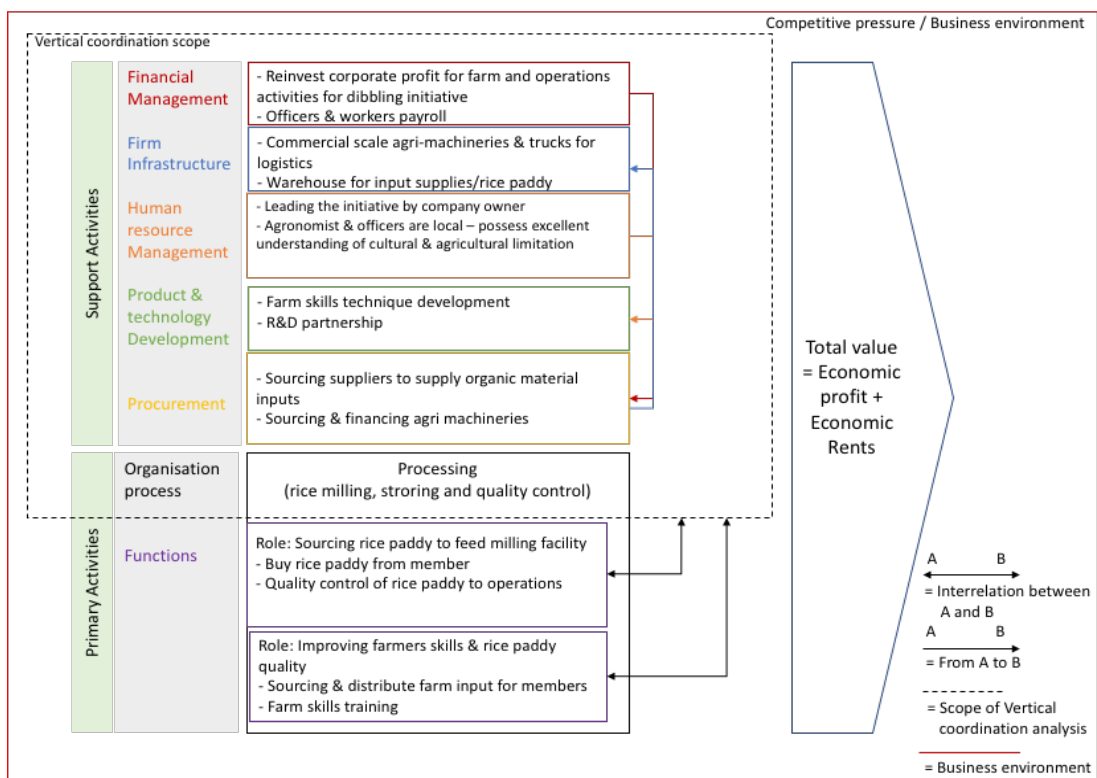 Competitive pressure / Business environment
Vertical coordination scope
Support Activities
Financial
Management
- Reinvest corporate profit for farm and operations
activities for dibbling initiative
- Officers & workers payroll
Firm
Infrastructure
- Commercial scale agri-machineries & trucks for
logistics
- Warehouse for input supplies/rice paddy
Human
resource
Management
- Leading the initiative by company owner
- Agronomist & officers are local – possess excellent
understanding of cultural & agricultural limitation
Product &
technology
Development
- Farm skills technique development
- R&D partnership
Procurement
- Sourcing suppliers to supply organic material
inputs
- Sourcing & financing agri machineries
Primary Activities
Organisation
process
Processing
(rice milling, stroring and quality control)
Functions
Role: Sourcing rice paddy to feed milling facility
- Buy rice paddy from member
- Quality control of rice paddy to operations
Role: Improving farmers skills & rice paddy
quality
- Sourcing & distribute farm input for members
- Farm skills training
Total value
= Economic
profit +
Economic
Rents
A B
= Interrelation between
A and B
A B
= From A to B
= Scope of Vertical
coordination analysis
= Business environment